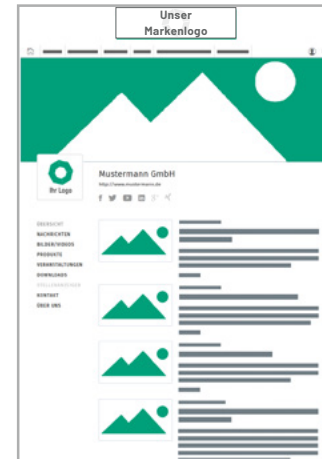 Unser
Markenlogo
Mustermann GmbH
http://www.mustermann.de
Ihr Logo
ÜBERSICHT
NACHRICHTEN
BILDER/VIDEOS
PRODUKTE
VERANSTALTUNGEN
DOWNLOADS
STELLENANZEIGEN
KONTAKT
ÜBER UNS